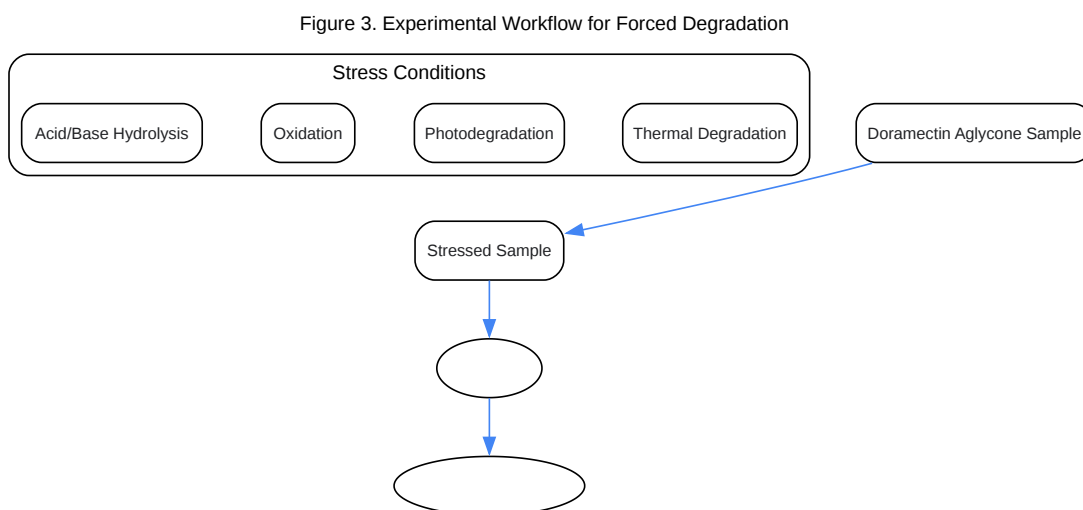 Figure 3. Experimental Workflow for Forced Degradation
Stress Conditions
Acid/Base Hydrolysis
Oxidation
Photodegradation
Thermal Degradation
Doramectin Aglycone Sample
Stressed Sample